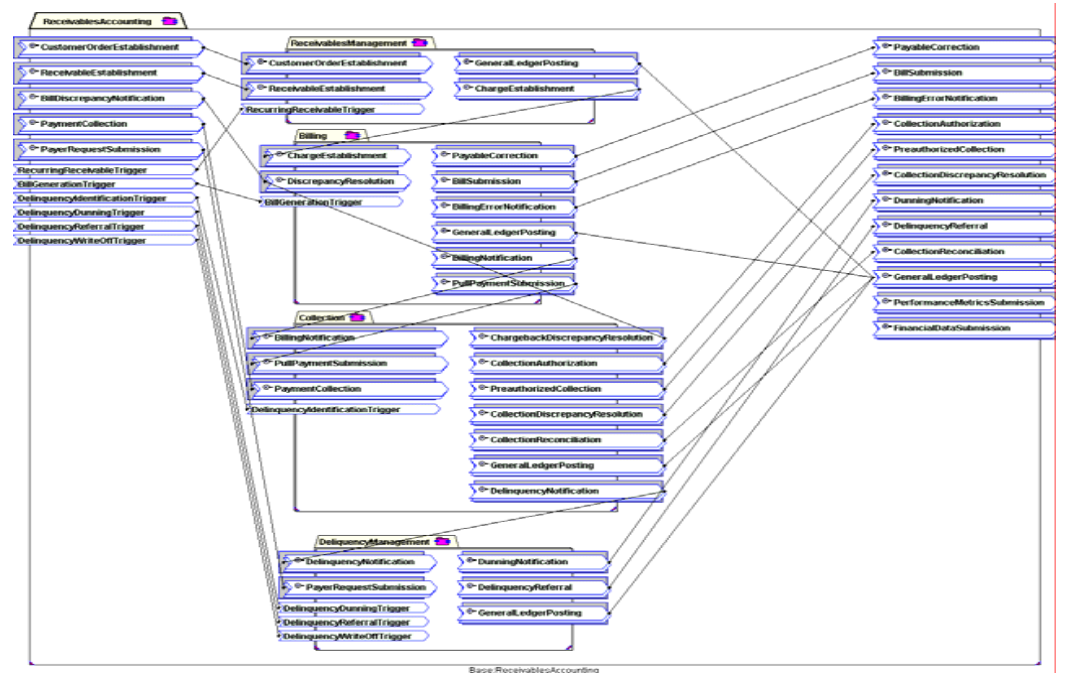 ReceivablesAccounting
CustomerOrderEstablishment
ReceivableEstablishment
BillDiscrepancyNotification
PaymentCollection
PayerRequestSubmission
RecurringReceivableTrigger
BillGenerationTrigger
DelinquencyIdentificationTrigger
DelinquencyDunningTrigger
DelinquencyReferralTrigger
DelinquencyWriteOffTrigger
ReceivablesManagement
CustomerOrderEstablishment
ReceivableEstablishment
RecurringReceivableTrigger
GeneralLedgerPosting
ChargeEstablishment
Billing
ChargeEstablishment
DiscrepancyResolution
BillGenerationTrigger
PayableCorrection
BillSubmission
BillingErrorNotification
GeneralLedgerPosting
BillingNotification
PullPaymentSubmission
Collection
BillingNotification
PullPaymentSubmission
PaymentCollection
DelinquencyIdentificationTrigger
ChargebackDiscrepancyResolution
CollectionAuthorization
PreauthorizedCollection
CollectionDiscrepancyResolution
CollectionReconciliation
GeneralLedgerPosting
DelinquencyNotification
DeliquencyManagement
DelinquencyNotification
PayerRequestSubmission
DelinquencyDunningTrigger
DelinquencyReferralTrigger
DelinquencyWriteOffTrigger
DunningNotification
DelinquencyReferral
GeneralLedgerPosting
PayableCorrection
BillSubmission
BillingErrorNotification
CollectionAuthorization
PreauthorizedCollection
CollectionDiscrepancyResolution
DunningNotification
DelinquencyReferral
CollectionReconciliation
GeneralLedgerPosting
PerformanceMetricsSubmission
FinancialDataSubmission
Base:ReceivablesAccounting